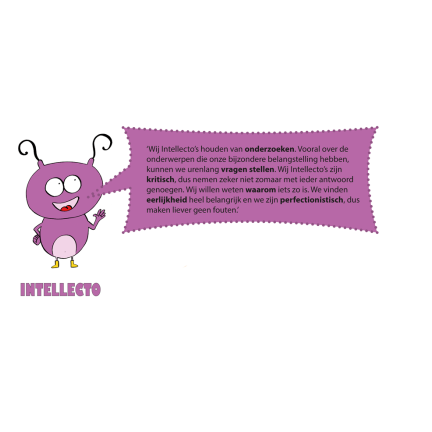 'Wij Intellecto's houden van onderzoeken. Vooral over de
onderwerpen die onze bijzondere belangstelling hebben,
kunnen we urenlang vragen stellen. Wij Intellecto's zijn
kritisch, dus nemen zeker niet zomaar met ieder antwoord
genoegen. Wij willen weten waarom iets zo is. We vinden
eerlijkheid heel belangrijk en we zijn perfectionistisch, dus
maken liever geen fouten.'
INTELLECTO